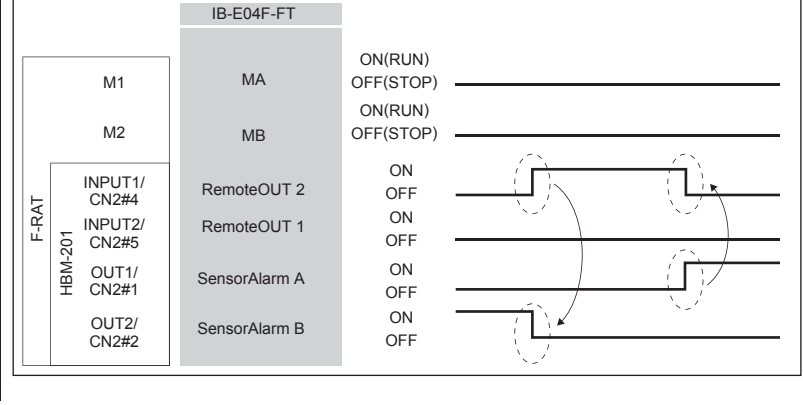 IB-E04F-FT
M1
MA
ON(RUN)
OFF(STOP)
M2
MB
ON(RUN)
OFF(STOP)
F-RAT
HBM-201
INPUT1/
CN2#4
RemoteOUT 2
ON
OFF
INPUT2/
CN2#5
RemoteOUT 1
ON
OFF
OUT1/
CN2#1
SensorAlarm A
ON
OFF
OUT2/
CN2#2
SensorAlarm B
ON
OFF